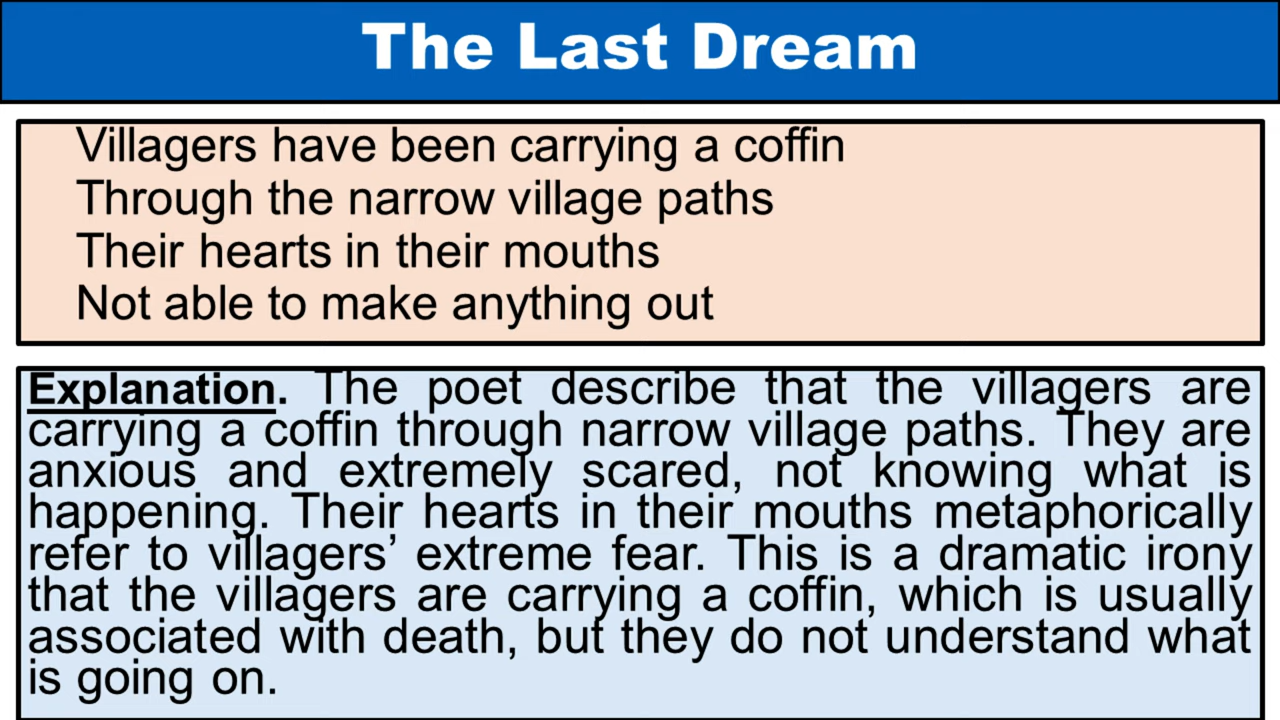 The Last Dream
Villagers have been carrying a coffin
Through the narrow village paths
Their hearts in their mouths
Not able to make anything out
Explanation. The poet describe that the villagers are
carrying a coffin through narrow village paths. They are
anxious and extremely scared, not knowing what is
happening. Their hearts in their mouths metaphorically
refer to villagers’ extreme fear. This is a dramatic irony
that the villagers are carrying a coffin, which is usually
associated with death, but they do not understand what
is going on.